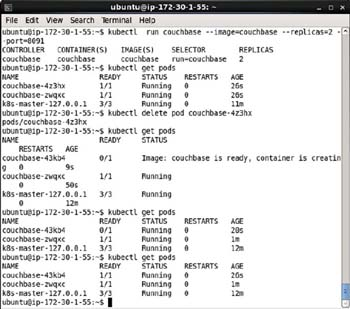 ubuntu@ip-172-30-1-55: ~
File Edit View Search Terminal Help
ubuntu@ip-172-30-1-55:~$ kubectl run couchbase --image=couchbase --replicas=2 -
-port=8091
CONTROLLER CONTAINER(S) IMAGE(S) SELECTOR REPLICAS
couchbase couchbase couchbase run=couchbase 2
ubuntu@ip-172-30-1-55:~$ kubectl get pods
NAME READY STATUS RESTARTS AGE
couchbase-4z3hx 1/1 Running 0 26s
couchbase-zwqxc 1/1 Running 0 26s
k8s-master-127.0.0.1 3/3 Running 0 11m
ubuntu@ip-172-30-1-55:~$ kubectl delete pod couchbase-4z3hx
pods/couchbase-4z3hx
ubuntu@ip-172-30-1-55:~$ kubectl get pods
NAME READY STATUS
RESTARTS AGE
couchbase-43kb4 0/1 Image: couchbase is ready, container is creatin
g 0 9s
couchbase-zwqxc 1/1 Running
0 50s
k8s-master-127.0.0.1 3/3 Running
0 12m
ubuntu@ip-172-30-1-55:~$ kubectl get pods
NAME READY STATUS RESTARTS AGE
couchbase-43kb4 0/1 Running 0 20s
couchbase-zwqxc 1/1 Running 0 1m
k8s-master-127.0.0.1 3/3 Running 0 12m
ubuntu@ip-172-30-1-55:~$ kubectl get pods
NAME READY STATUS RESTARTS AGE
couchbase-43kb4 1/1 Running 0 26s
couchbase-zwqxc 1/1 Running 0 1m
k8s-master-127.0.0.1 3/3 Running 0 12m
ubuntu@ip-172-30-1-55:~$